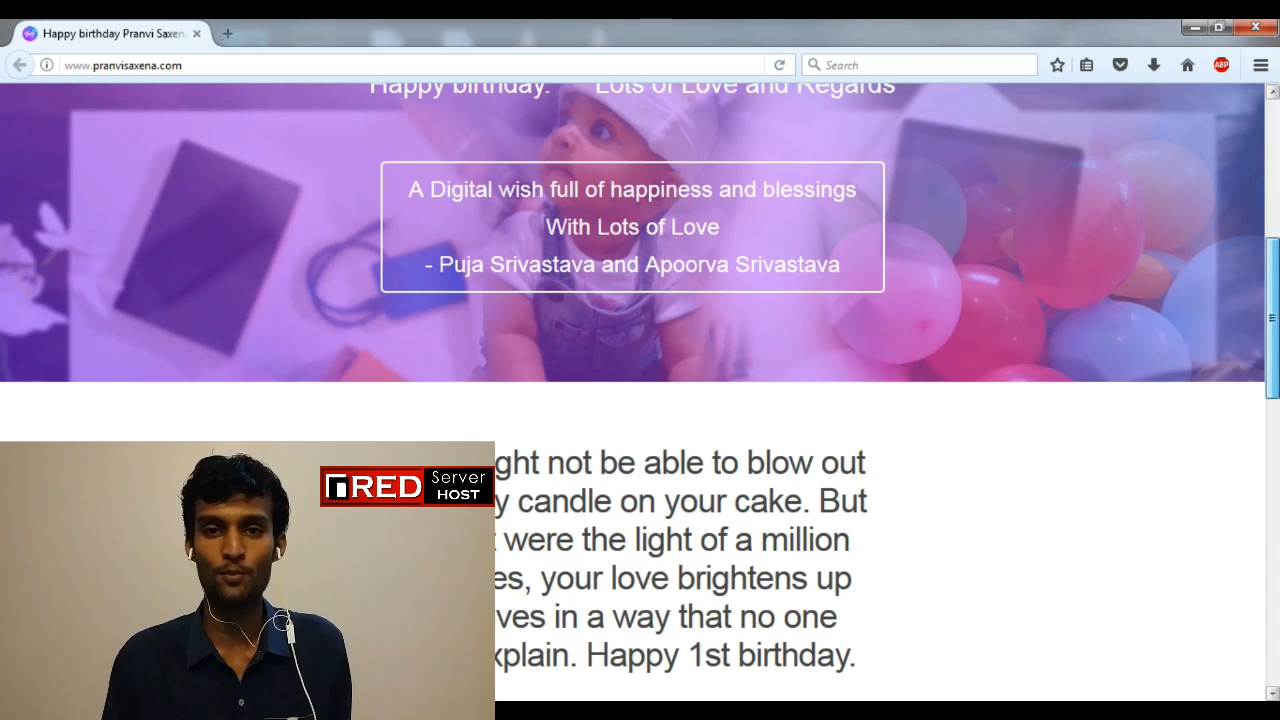 Happy birthday Pranvi Saxena
www.pranvisaxena.com
Search
ABP
Happy birthday. Lots of Love and Regards
A Digital wish full of happiness and blessings
With Lots of Love
- Puja Srivastava and Apoorva Srivastava
ght not be able to blow out
y candle on your cake. But
t were the light of a million
es, your love brightens up
ves in a way that no one
xplain. Happy 1st birthday.
RED Server
HOST